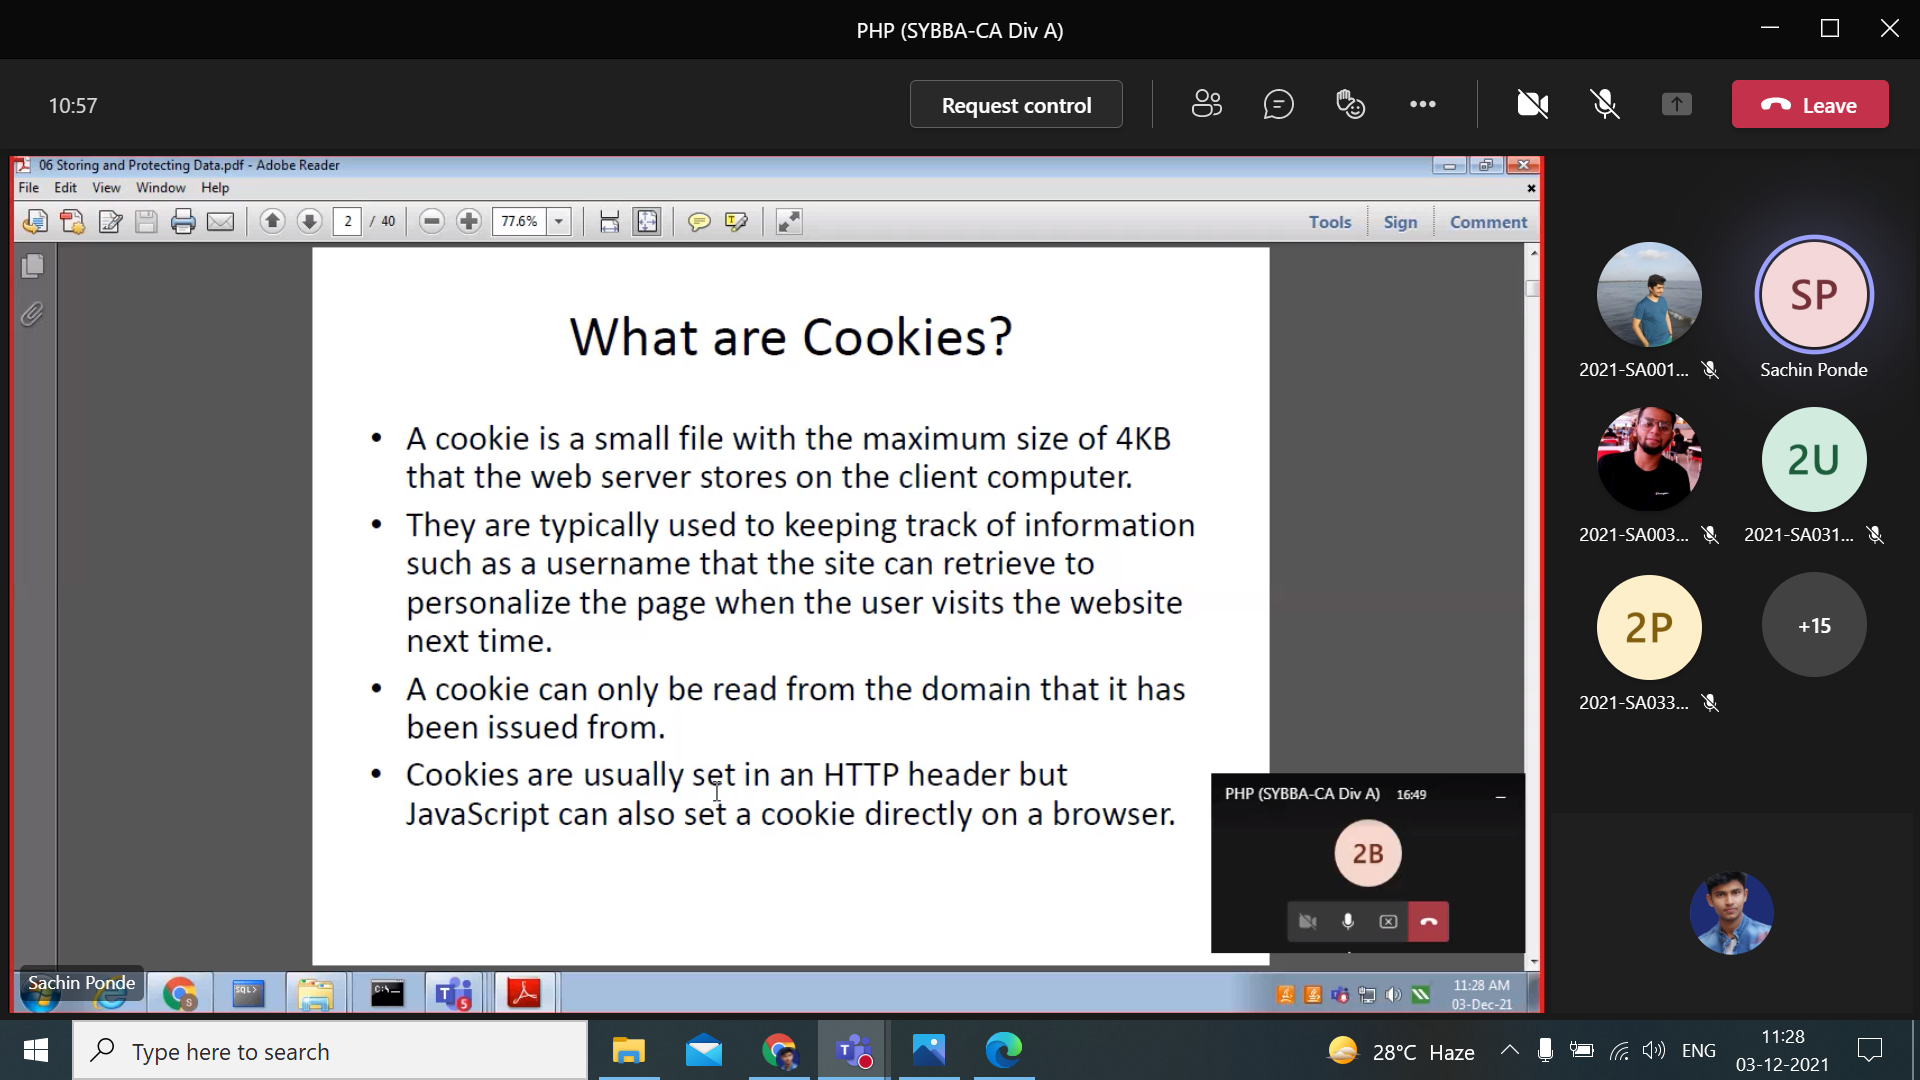 PHP (SYBBA-CA Div A)
10:57
Request control
Leave
06 Storing and Protecting Data.pdf - Adobe Reader
File Edit View Window Help
2 / 40 77.6%
Tools Sign Comment
What are Cookies?
• A cookie is a small file with the maximum size of 4KB
that the web server stores on the client computer.
• They are typically used to keeping track of information
such as a username that the site can retrieve to
personalize the page when the user visits the website
next time.
• A cookie can only be read from the domain that it has
been issued from.
• Cookies are usually set in an HTTP header but
JavaScript can also set a cookie directly on a browser.
PHP (SYBBA-CA Div A) 16:49
2B
SP
2021-SA001...
Sachin Ponde
2U
2021-SA003...
2021-SA031...
2P
+15
2021-SA033...
Sachin Ponde
SQL>
C:\_
11:28 AM
03-Dec-21
Type here to search
28°C Haze
ENG
11:28
03-12-2021